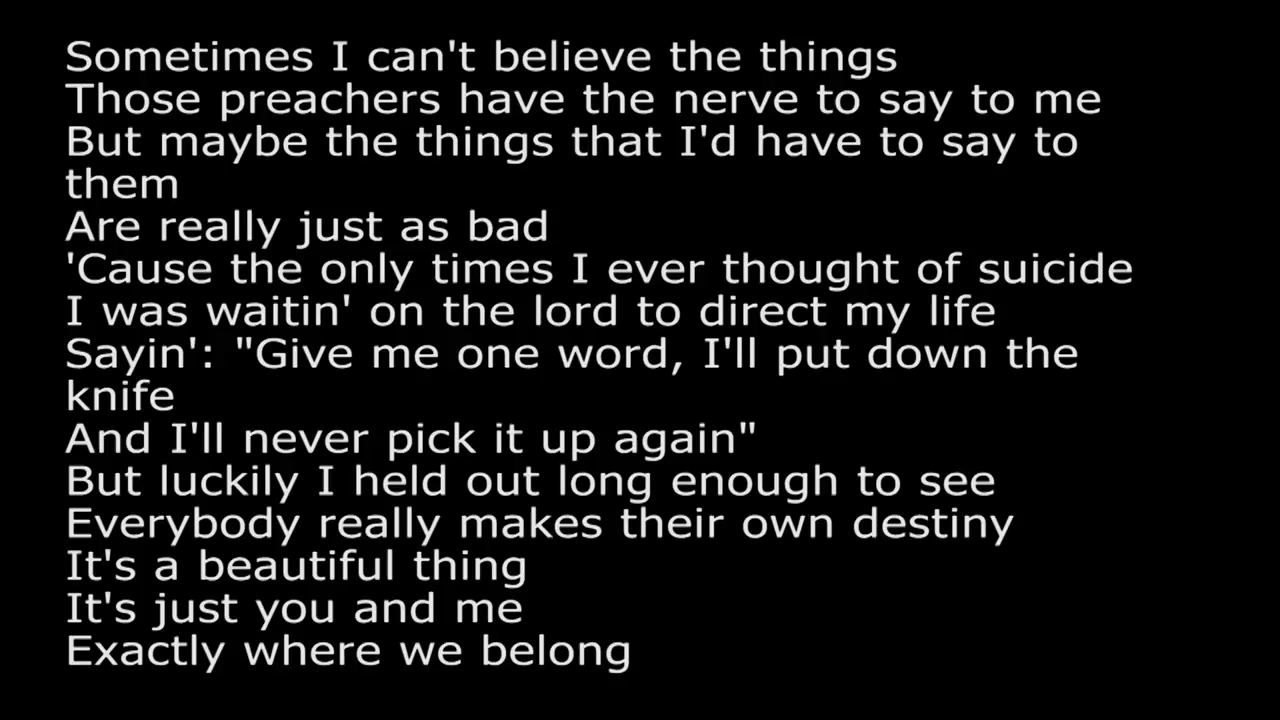 Sometimes I can't believe the things
Those preachers have the nerve to say to me
But maybe the things that I'd have to say to
them
Are really just as bad
'Cause the only times I ever thought of suicide
I was waitin' on the lord to direct my life
Sayin': "Give me one word, I'll put down the
knife
And I'll never pick it up again"
But luckily I held out long enough to see
Everybody really makes their own destiny
It's a beautiful thing
It's just you and me
Exactly where we belong